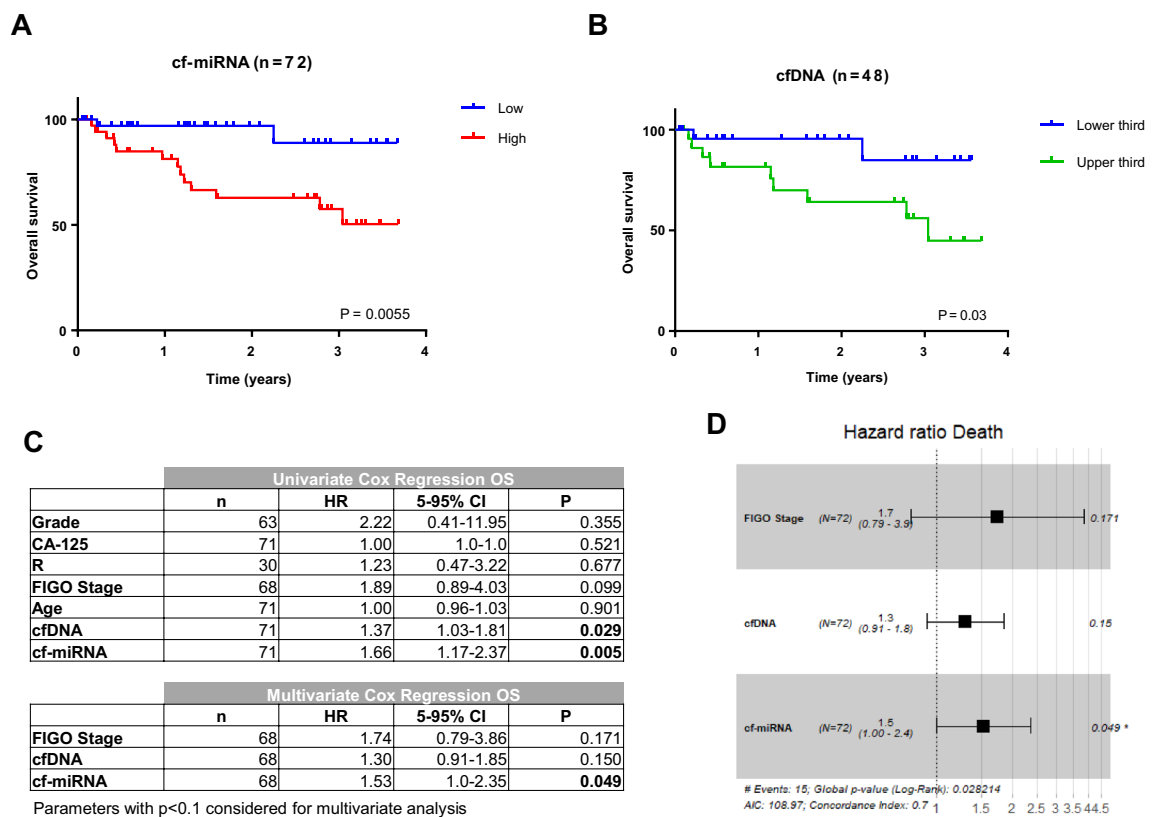 A
cf-miRNA (n=72)
100
50
0
0 1 2 3 4
Overall survival
Time (years)
P = 0.0055
Low
High
B
cfDNA (n=48)
100
50
0
0 1 2 3 4
Overall survival
Time (years)
P = 0.03
Lower third
Upper third
C
Univariate Cox Regression OS
n HR 5-95% CI P
Grade 63 2.22 0.41-11.95 0.355
CA-125 71 1.00 1.0-1.0 0.521
R 30 1.23 0.47-3.22 0.677
FIGO Stage 68 1.89 0.89-4.03 0.099
Age 71 1.00 0.96-1.03 0.901
cfDNA 71 1.37 1.03-1.81 0.029
cf-miRNA 71 1.66 1.17-2.37 0.005
Multivariate Cox Regression OS
n HR 5-95% CI P
FIGO Stage 68 1.74 0.79-3.86 0.171
cfDNA 68 1.30 0.91-1.85 0.150
cf-miRNA 68 1.53 1.0-2.35 0.049
Parameters with p<0.1 considered for multivariate analysis
D
Hazard ratio Death
FIGO Stage (N=72) 1.7 (0.79 - 3.9) 0.171
cfDNA (N=72) 1.3 (0.91 - 1.8) 0.15
cf-miRNA (N=72) 1.5 (1.00 - 2.4) 0.049 *
# Events: 15; Global p-value (Log-Rank): 0.028214
AIC: 108.97; Concordance Index: 0.7
1 1.5 2 2.5 3 3.5 4 4.5